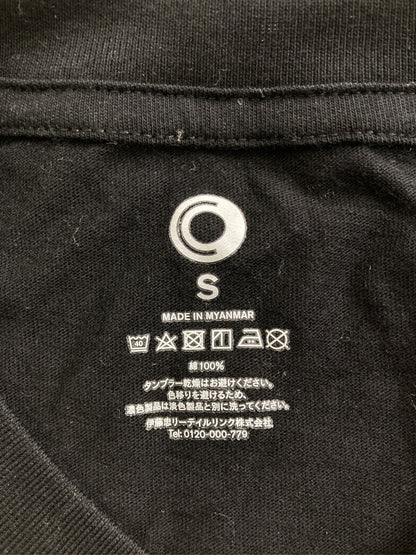 S
MADE IN MYANMAR
40
綿100%
タンブラー乾燥はお避けください。
色移りを避けるため、
濃色製品は淡色製品と別に洗ってください。
伊藤忠リーテイルリンク株式会社
Tel: 0120-000-779